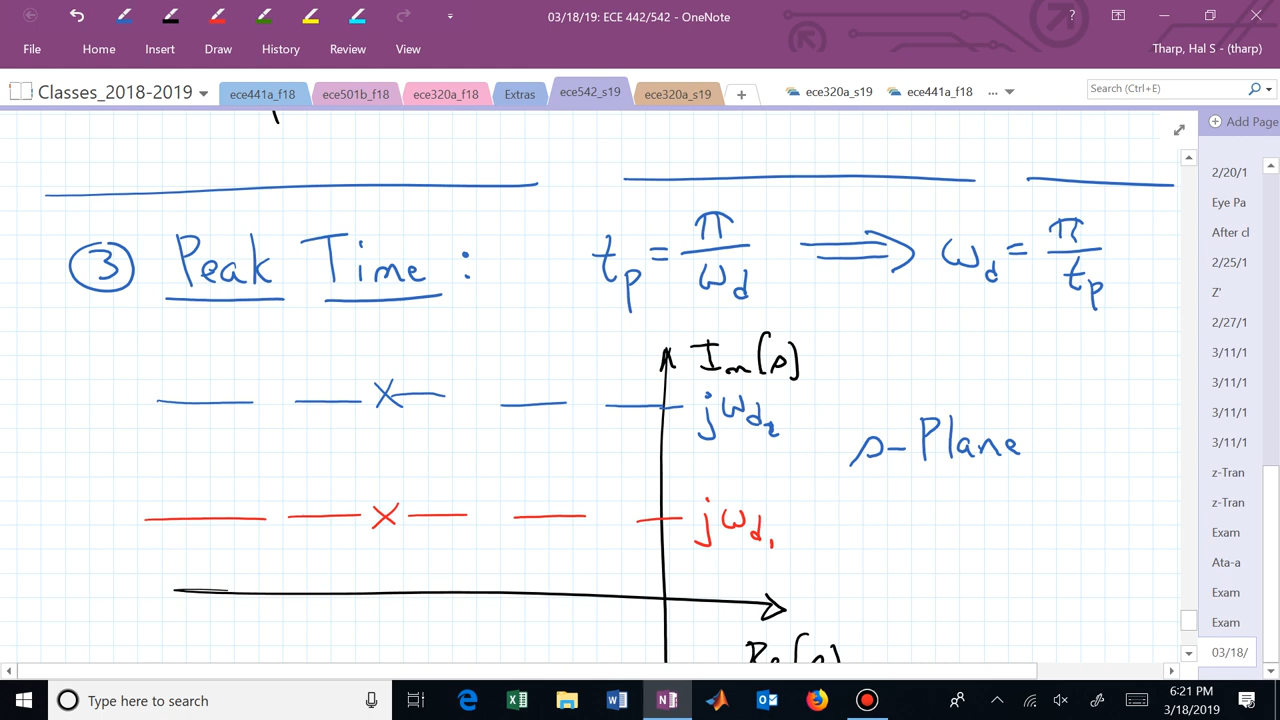 03/18/19: ECE 442/542 - OneNote
?
File Home Insert Draw History Review View
Tharp, Hal S - (tharp)
Classes_2018-2019
ece441a_f18 ece501b_f18 ece320a_f18 Extras ece542_s19 ece320a_s19 +
ece320a_s19 ece441a_f18 ...
Search (Ctrl+E)
Add Page
2/20/1
Eye Pa
After cl
2/25/1
Z'
2/27/1
3/11/1
3/11/1
3/11/1
3/11/1
z-Tran
z-Tran
Exam
Ata-a
Exam
Exam
03/18/
③ Peak Time: t_p = π/ω_d ⟹ ω_d = π/t_p
Im(s)
jω_d2
s-Plane
jω_d1
Type here to search
6:21 PM
3/18/2019